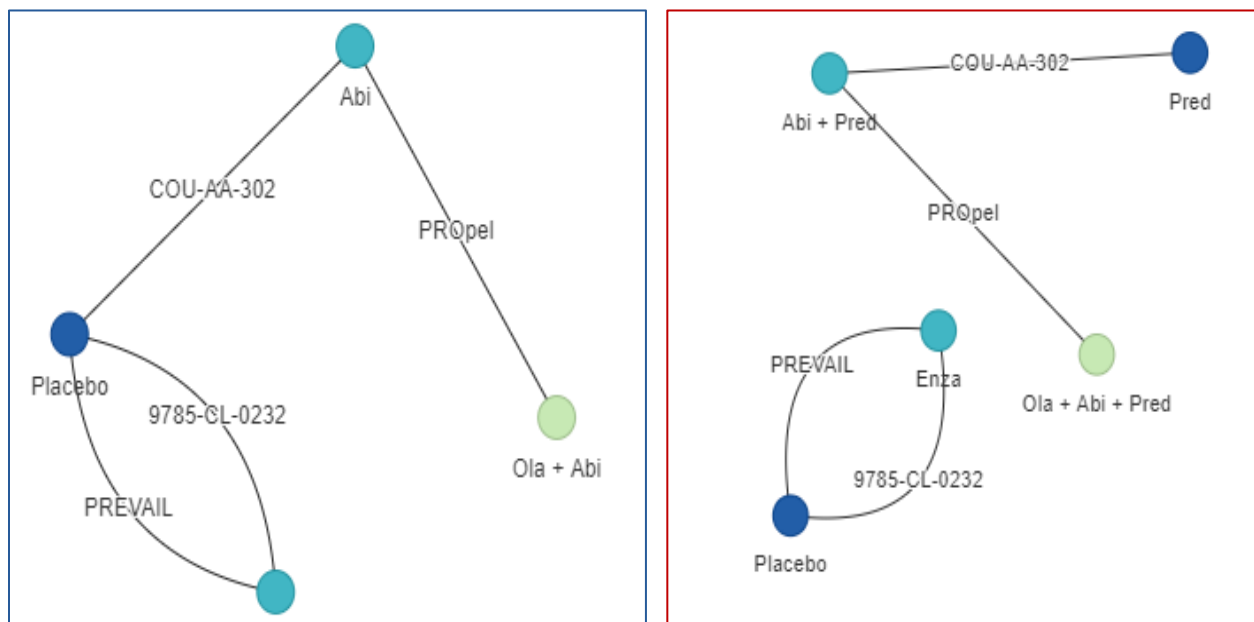 Abi
COU-AA-302
PROpel
Placebo
9785-CL-0232
Ola + Abi
PREVAIL
COU-AA-302
Pred
Abi + Pred
PROpel
PREVAIL
Enza
Ola + Abi + Pred
9785-CL-0232
Placebo